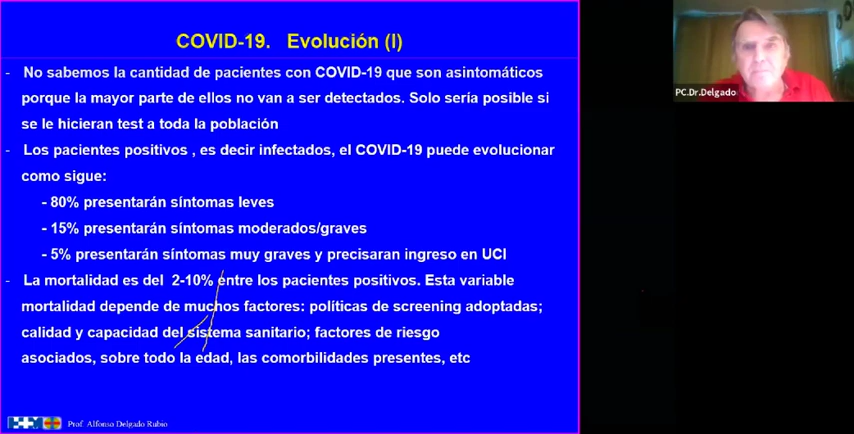 COVID-19. Evolución (I)
- No sabemos la cantidad de pacientes con COVID-19 que son asintomáticos
porque la mayor parte de ellos no van a ser detectados. Solo sería posible si
se le hicieran test a toda la población
- Los pacientes positivos , es decir infectados, el COVID-19 puede evolucionar
como sigue:
- 80% presentarán síntomas leves
- 15% presentarán síntomas moderados/graves
- 5% presentarán síntomas muy graves y precisaran ingreso en UCI
- La mortalidad es del 2-10% entre los pacientes positivos. Esta variable
mortalidad depende de muchos factores: políticas de screening adoptadas;
calidad y capacidad del sistema sanitario; factores de riesgo
asociados, sobre todo la edad, las comorbilidades presentes, etc
Prof. Alfonso Delgado Rubio
PC.Dr.Delgado